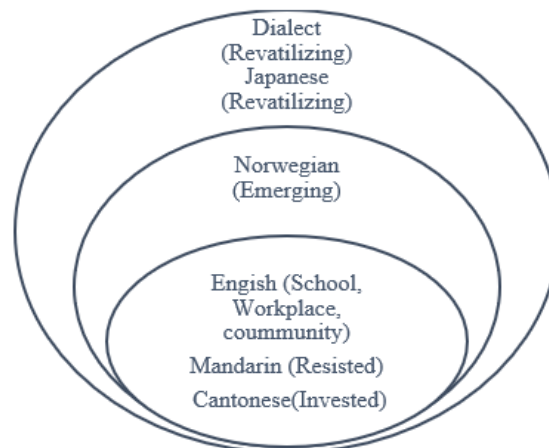 Dialect
(Revatilizing)
Japanese
(Revatilizing)
Norwegian
(Emerging)
Engish (School,
Workplace,
coummunity)
Mandarin (Resisted)
Cantonese(Invested)